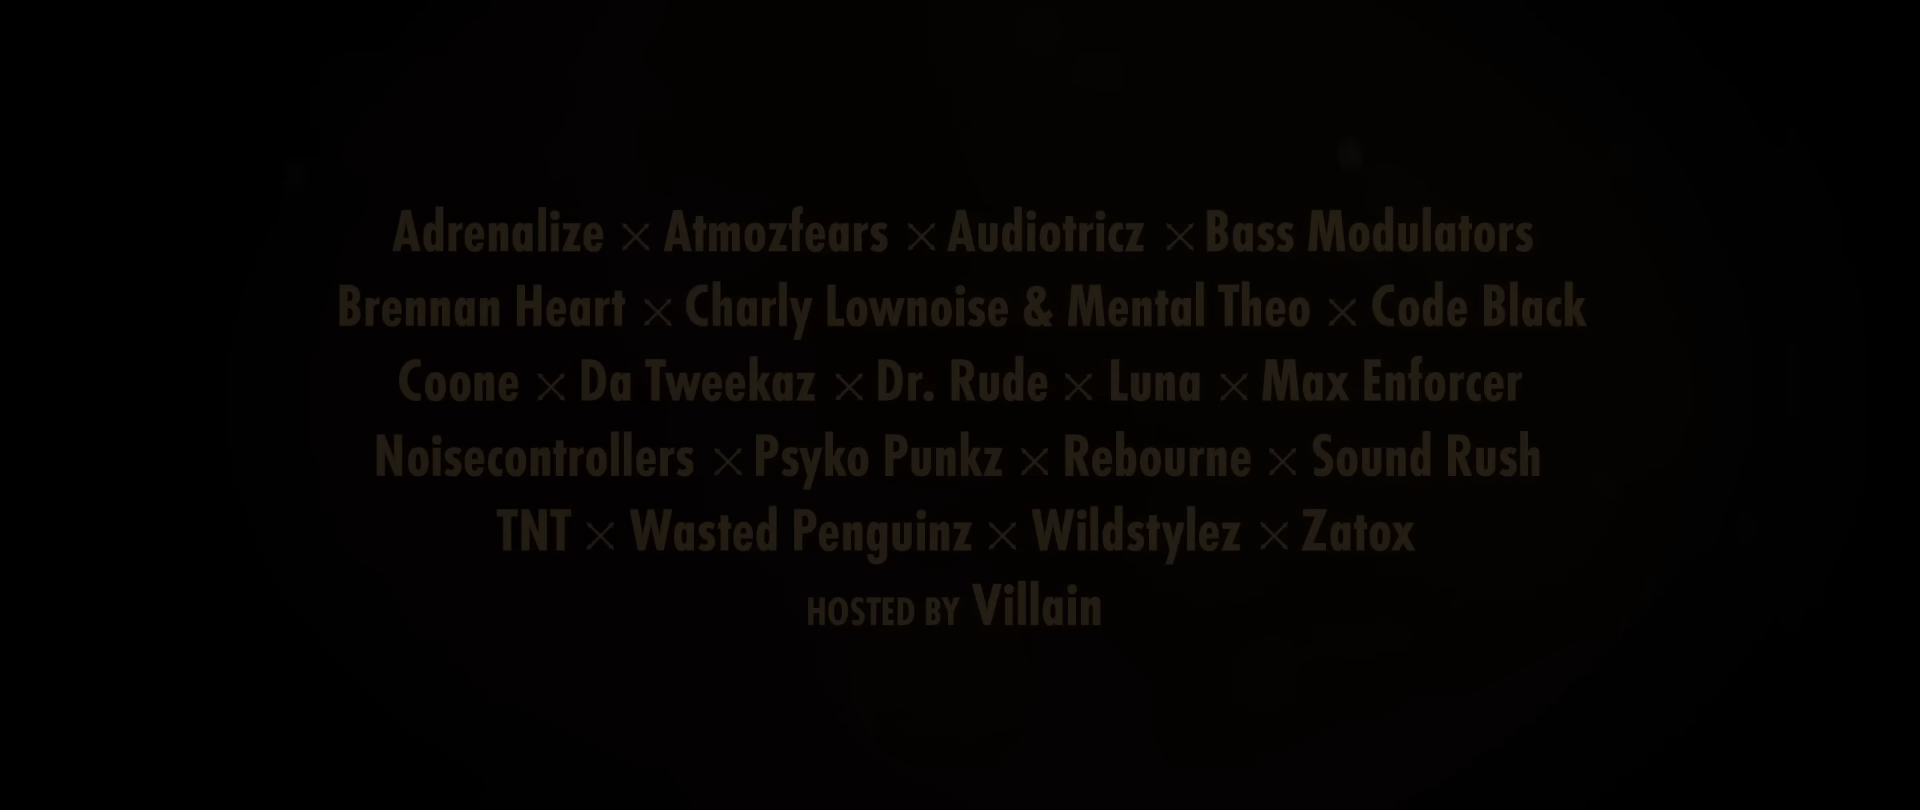 Adrenalize × Atmozfears × Audiotricz × Bass Modulators
Brennan Heart × Charly Lownoise & Mental Theo × Code Black
Coone × Da Tweekaz × Dr. Rude × Luna × Max Enforcer
Noisecontrollers × Psyko Punkz × Rebourne × Sound Rush
TNT × Wasted Penguinz × Wildstylez × Zatox
HOSTED BY Villain